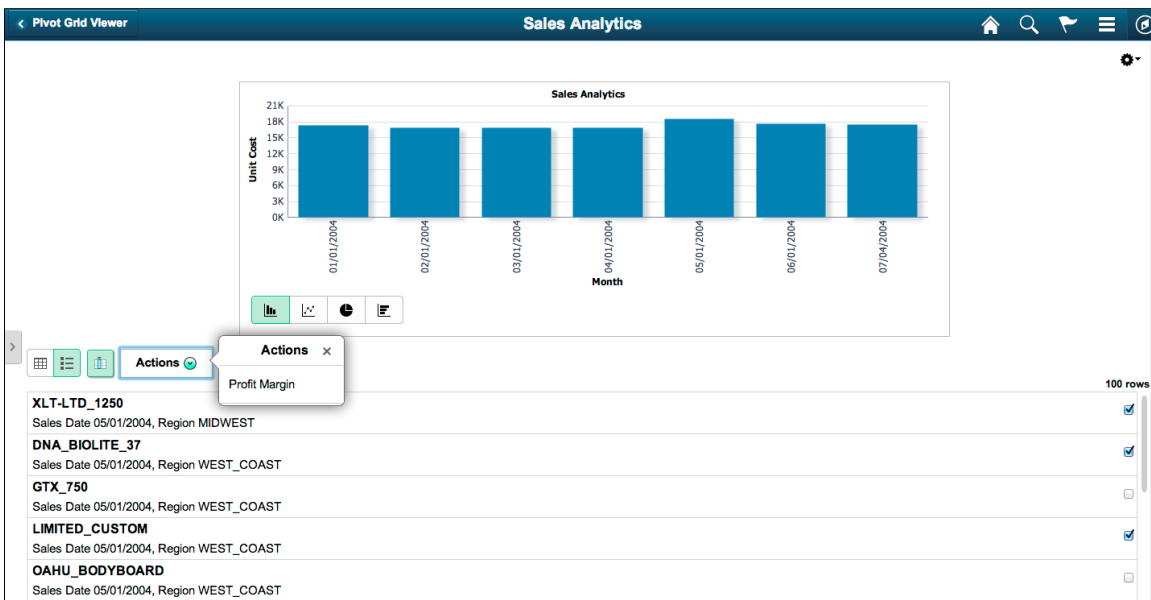 Pivot Grid Viewer
Sales Analytics
Sales Analytics
21K
18K
15K
12K
9K
6K
3K
0K
Unit Cost
01/01/2004
02/01/2004
03/01/2004
04/01/2004
05/01/2004
06/01/2004
07/04/2004
Month
Actions
Actions ×
Profit Margin
100 rows
XLT-LTD_1250
Sales Date 05/01/2004, Region MIDWEST
DNA_BIOLITE_37
Sales Date 05/01/2004, Region WEST_COAST
GTX_750
Sales Date 05/01/2004, Region WEST_COAST
LIMITED_CUSTOM
Sales Date 05/01/2004, Region WEST_COAST
OAHU_BODYBOARD
Sales Date 05/01/2004, Region WEST_COAST